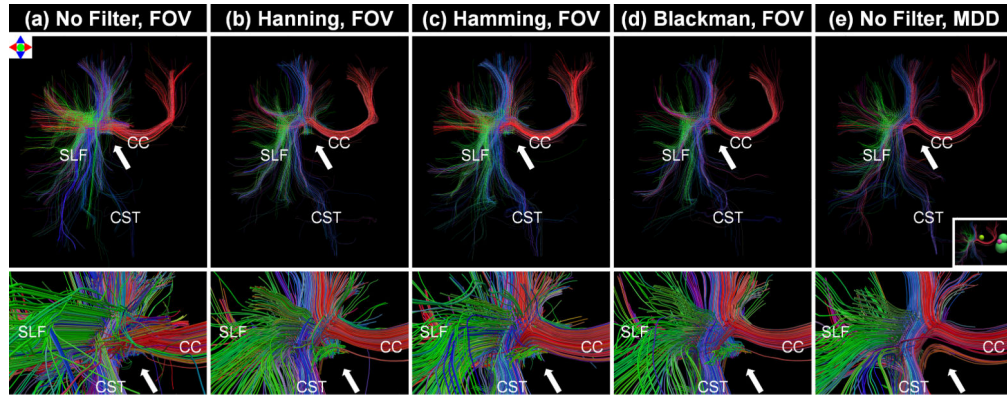 (a) No Filter, FOV
(b) Hanning, FOV
(c) Hamming, FOV
(d) Blackman, FOV
(e) No Filter, MDD
CC
SLF
CST
CC
SLF
CST
CC
SLF
CST
CC
SLF
CST
CC
SLF
CST
SLF
CC
CST
SLF
CC
CST
SLF
CC
CST
SLF
CC
CST
SLF
CC
CST